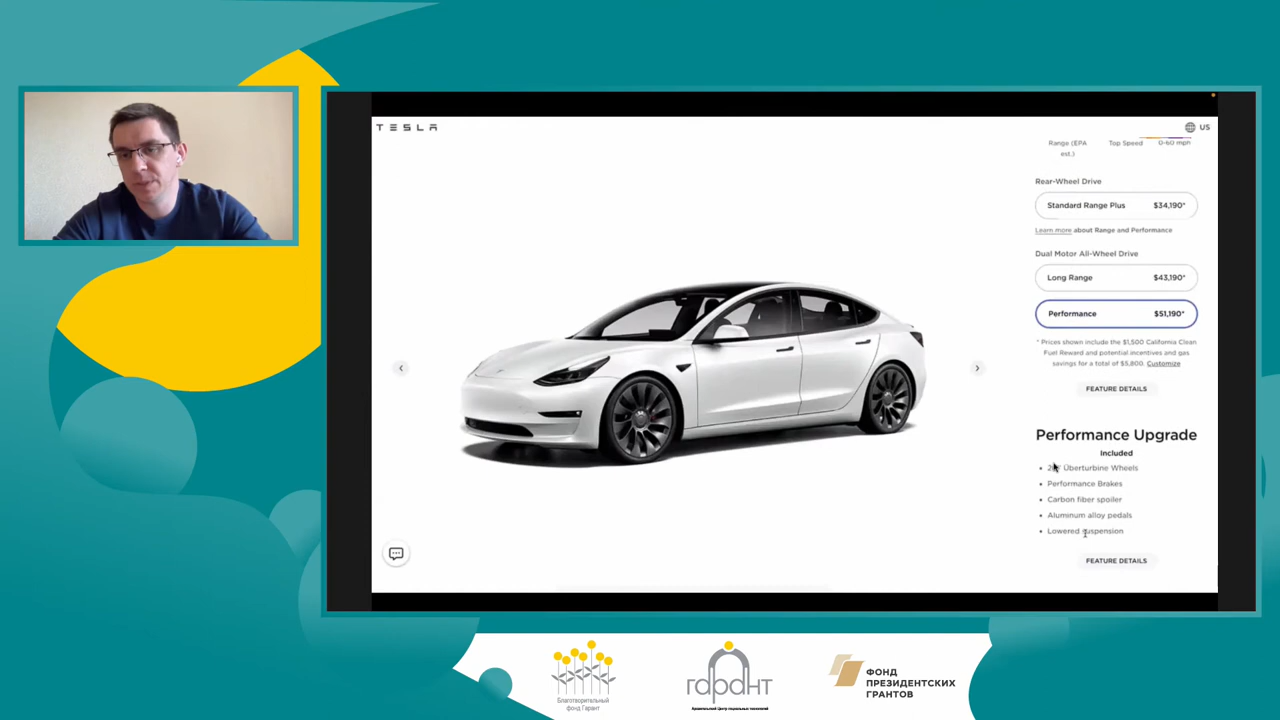 TESLA
US
Range (EPA est.)
Top Speed
0-60 mph
Rear-Wheel Drive
Standard Range Plus $34,190*
Learn more about Range and Performance
Dual Motor All-Wheel Drive
Long Range $43,190*
Performance $51,190*
* Prices shown include the $1,500 California Clean
Fuel Reward and potential incentives and gas
savings for a total of $5,800. Customize
FEATURE DETAILS
Performance Upgrade
Included
Überturbine Wheels
Performance Brakes
Carbon fiber spoiler
Aluminum alloy pedals
Lowered suspension
FEATURE DETAILS
Благотворительный
фонд Гарант
гарант
Архангельский Центр социальных технологий
ФОНД
ПРЕЗИДЕНТСКИХ
ГРАНТОВ